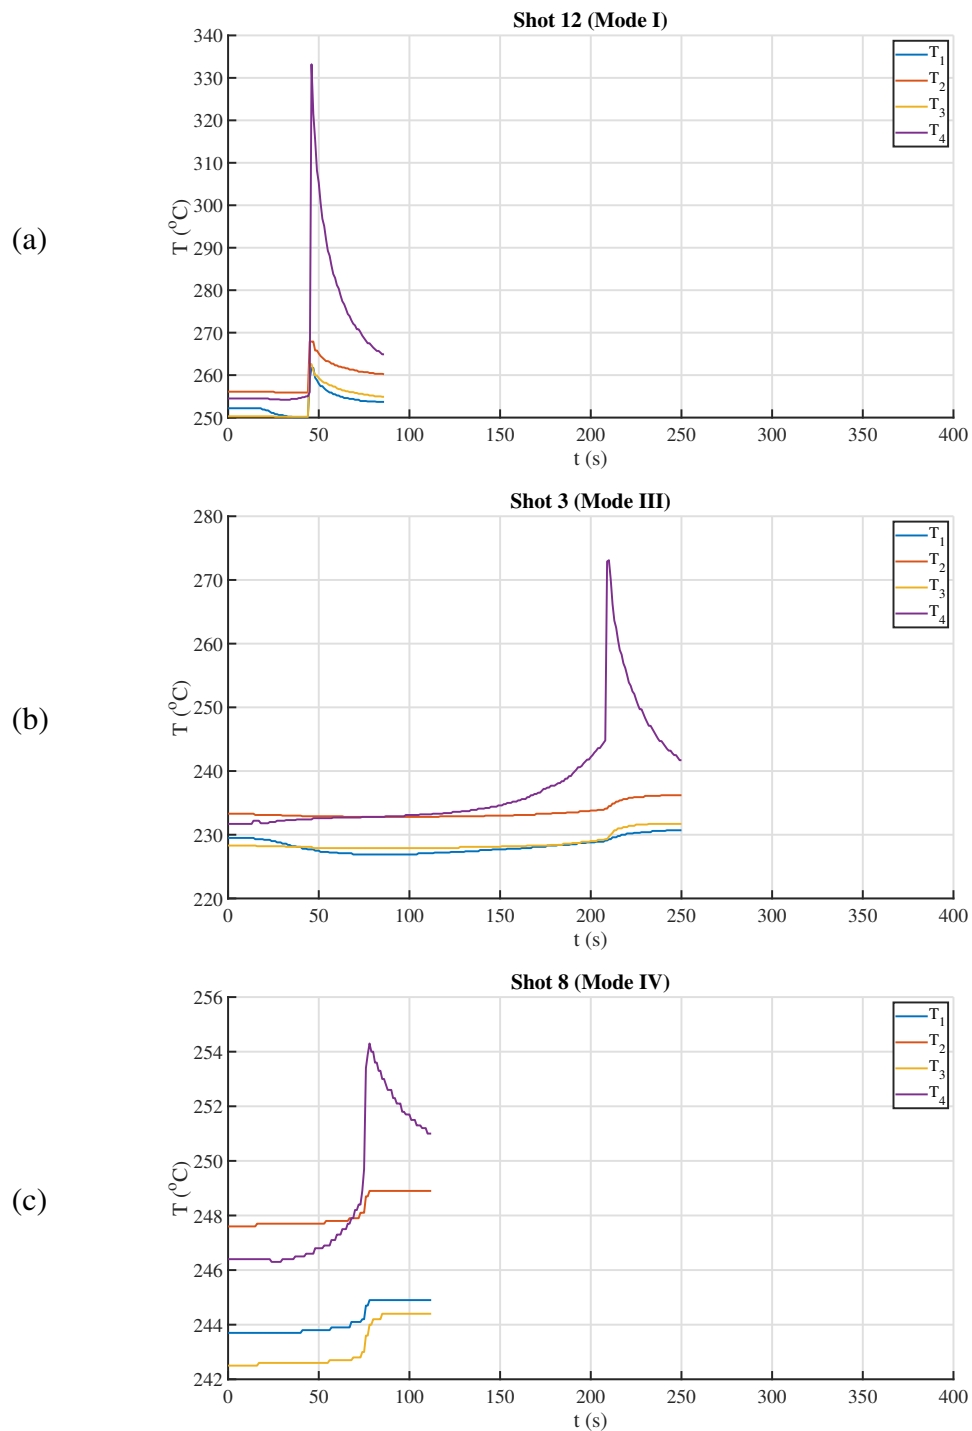 Shot 12 (Mode I)
(a)
T (°C)
340
330
320
310
300
290
280
270
260
250
0 50 100 150 200 250 300 350 400
t (s)
T1
T2
T3
T4
Shot 3 (Mode III)
(b)
T (°C)
280
270
260
250
240
230
220
0 50 100 150 200 250 300 350 400
t (s)
T1
T2
T3
T4
Shot 8 (Mode IV)
(c)
T (°C)
256
254
252
250
248
246
244
242
0 50 100 150 200 250 300 350 400
t (s)
T1
T2
T3
T4